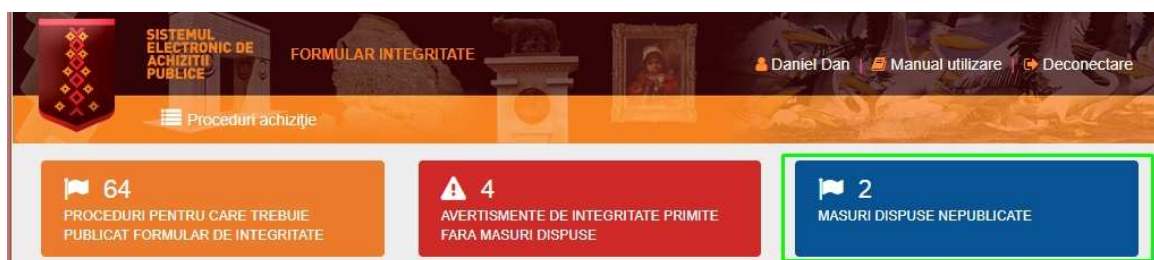 SISTEMUL
ELECTRONIC DE
ACHIZITII
PUBLICE
FORMULAR INTEGRITATE
Daniel Dan | Manual utilizare | Deconectare
Proceduri achiziție
64
PROCEDURI PENTRU CARE TREBUIE
PUBLICAT FORMULAR DE INTEGRITATE
4
AVERTISMENTE DE INTEGRITATE PRIMITE
FARA MASURI DISPUSE
2
MASURI DISPUSE NEPUBLICATE